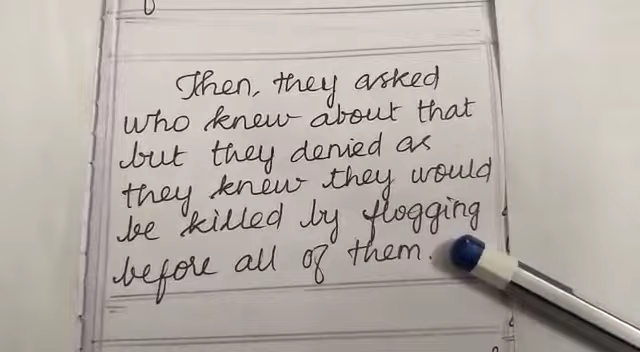 Then, they asked
who knew about that
but they denied as
they knew they would
be killed by flogging
before all of them.